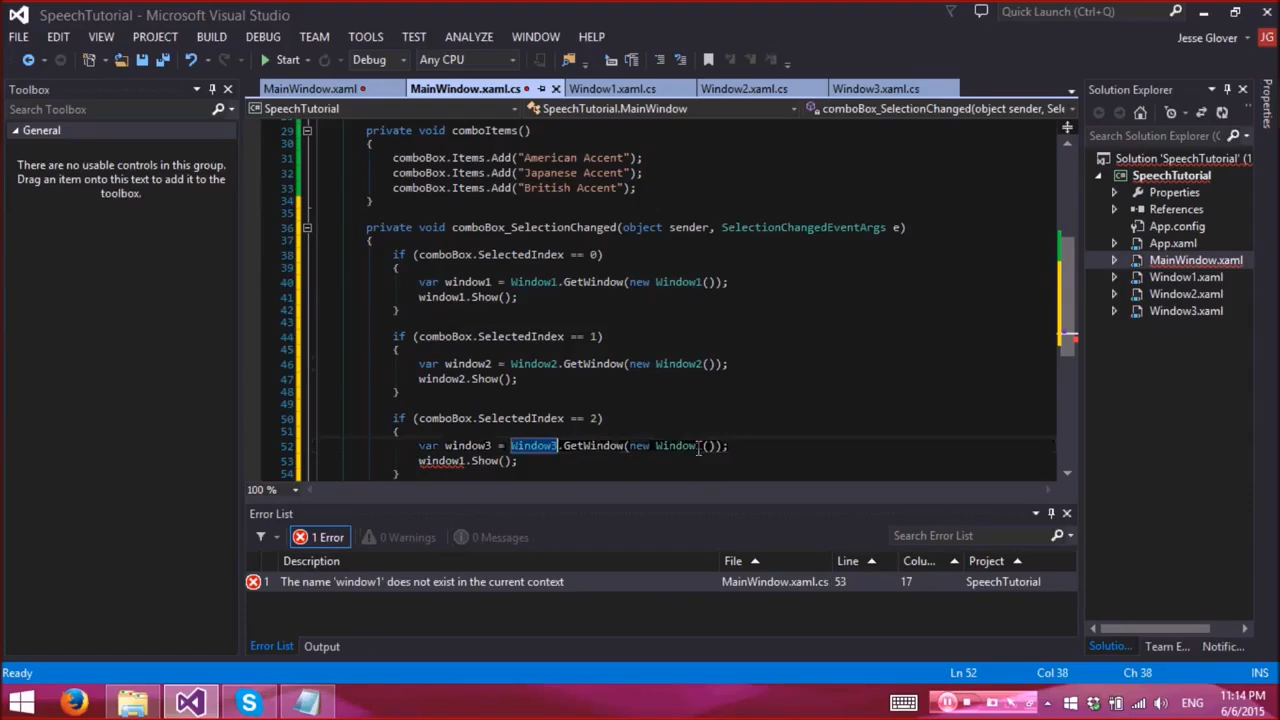 SpeechTutorial - Microsoft Visual Studio
Quick Launch (Ctrl+Q)
FILE EDIT VIEW PROJECT BUILD DEBUG TEAM TOOLS TEST ANALYZE WINDOW HELP
Jesse Glover JG
Start Debug Any CPU
Toolbox
Search Toolbox
General
There are no usable controls in this group.
Drag an item onto this text to add it to the
toolbox.
MainWindow.xaml MainWindow.xaml.cs Window1.xaml.cs Window2.xaml.cs Window3.xaml.cs
SpeechTutorial SpeechTutorial.MainWindow comboBox_SelectionChanged(object sender, Sele
29 private void comboItems()
30 {
31 comboBox.Items.Add("American Accent");
32 comboBox.Items.Add("Japanese Accent");
33 comboBox.Items.Add("British Accent");
34 }
35
36 private void comboBox_SelectionChanged(object sender, SelectionChangedEventArgs e)
37 {
38 if (comboBox.SelectedIndex == 0)
39 {
40 var window1 = Window1.GetWindow(new Window1());
41 window1.Show();
42 }
43
44 if (comboBox.SelectedIndex == 1)
45 {
46 var window2 = Window2.GetWindow(new Window2());
47 window2.Show();
48 }
49
50 if (comboBox.SelectedIndex == 2)
51 {
52 var window3 = Window3.GetWindow(new Window ());
53 window1.Show();
54 }
100 %
Error List
1 Error 0 Warnings 0 Messages
Search Error List
Description File Line Colu... Project
1 The name 'window1' does not exist in the current context MainWindow.xaml.cs 53 17 SpeechTutorial
Error List Output
Solution Explorer
Search Solution Explorer (Ctrl+
Solution 'SpeechTutorial' (1
SpeechTutorial
Properties
References
App.config
App.xaml
MainWindow.xaml
Window1.xaml
Window2.xaml
Window3.xaml
Solutio... Team E... Notific...
Properties
Ready Ln 52 Col 38 Ch 38 INS
ENG
11:14 PM
6/6/2015